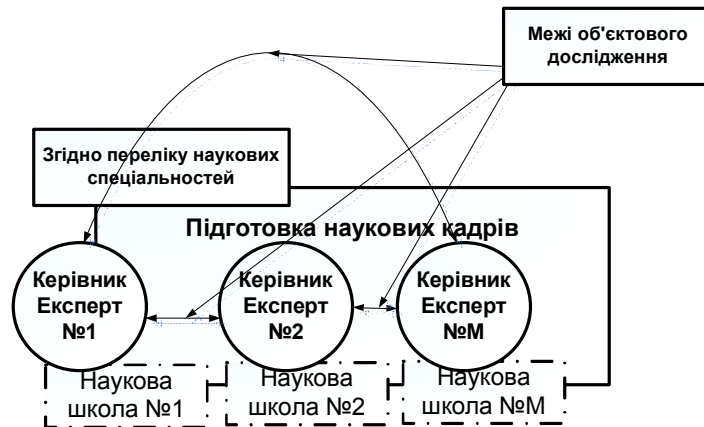 Межі об'єктового
дослідження
Згідно переліку наукових
спеціальностей
Підготовка наукових кадрів
Керівник
Експерт
№1
Керівник
Експерт
№2
Керівник
Експерт
№М
Наукова
школа №1
Наукова
школа №2
Наукова
школа №М